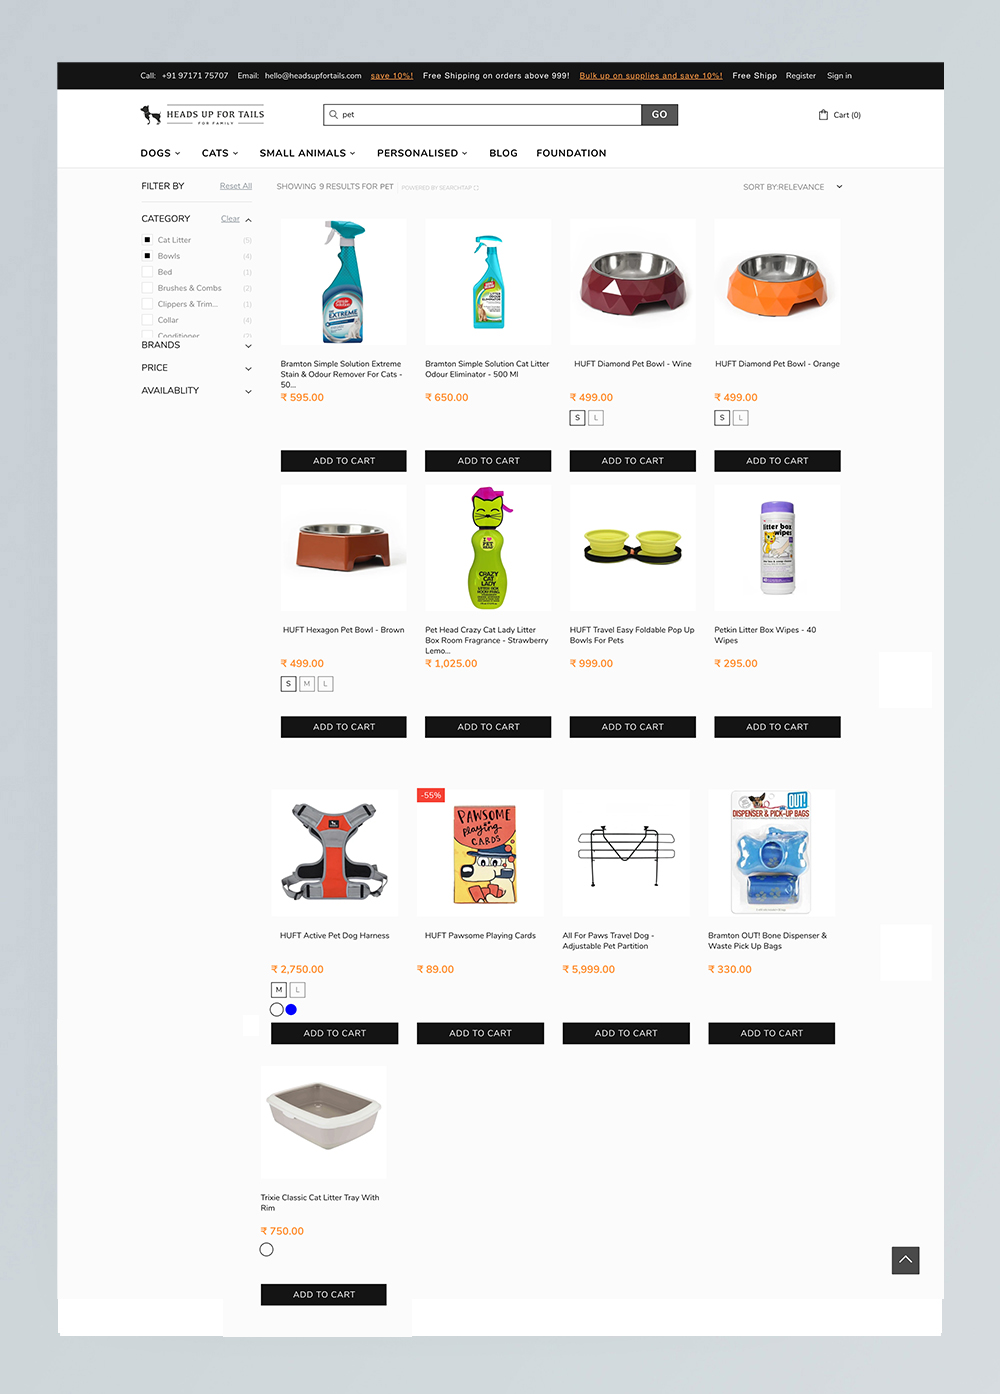 Call: +91 97171 75707 Email: hello@headsupfortails.com save 10%! Free Shipping on orders above 999! Bulk up on supplies and save 10%! Free Shipp Register Sign in
HEADS UP FOR TAILS
FOR FAMILY
pet
GO
Cart (0)
DOGS CATS SMALL ANIMALS PERSONALISED BLOG FOUNDATION
FILTER BY Reset All
SHOWING 9 RESULTS FOR PET POWERED BY SEARCHTAP
SORT BY:RELEVANCE
CATEGORY Clear
Cat Litter (5)
Bowls (4)
Bed (1)
Brushes & Combs (2)
Clippers & Trim... (1)
Collar (4)
Conditioner (2)
BRANDS
PRICE
AVAILABLITY
Simple Solution
EXTREME
Bramton Simple Solution Extreme
Stain & Odour Remover For Cats -
50...
₹ 595.00
ADD TO CART
Bramton Simple Solution Cat Litter
Odour Eliminator - 500 Ml
₹ 650.00
ADD TO CART
HUFT Diamond Pet Bowl - Wine
₹ 499.00
S L
ADD TO CART
HUFT Diamond Pet Bowl - Orange
₹ 499.00
S L
ADD TO CART
HUFT Hexagon Pet Bowl - Brown
₹ 499.00
S M L
ADD TO CART
CRAZY
CAT
LADY
Pet Head Crazy Cat Lady Litter
Box Room Fragrance - Strawberry
Lemo...
₹ 1,025.00
ADD TO CART
HUFT Travel Easy Foldable Pop Up
Bowls For Pets
₹ 999.00
ADD TO CART
litter box
wipes
Petkin Litter Box Wipes - 40
Wipes
₹ 295.00
ADD TO CART
HUFT Active Pet Dog Harness
₹ 2,750.00
M L
ADD TO CART
-55%
PAWSOME
Playing
CARDS
HUFT Pawsome Playing Cards
₹ 89.00
ADD TO CART
All For Paws Travel Dog -
Adjustable Pet Partition
₹ 5,999.00
ADD TO CART
OUT!
DISPENSER & PICK-UP BAGS
Bramton OUT! Bone Dispenser &
Waste Pick Up Bags
₹ 330.00
ADD TO CART
Trixie Classic Cat Litter Tray With
Rim
₹ 750.00
ADD TO CART